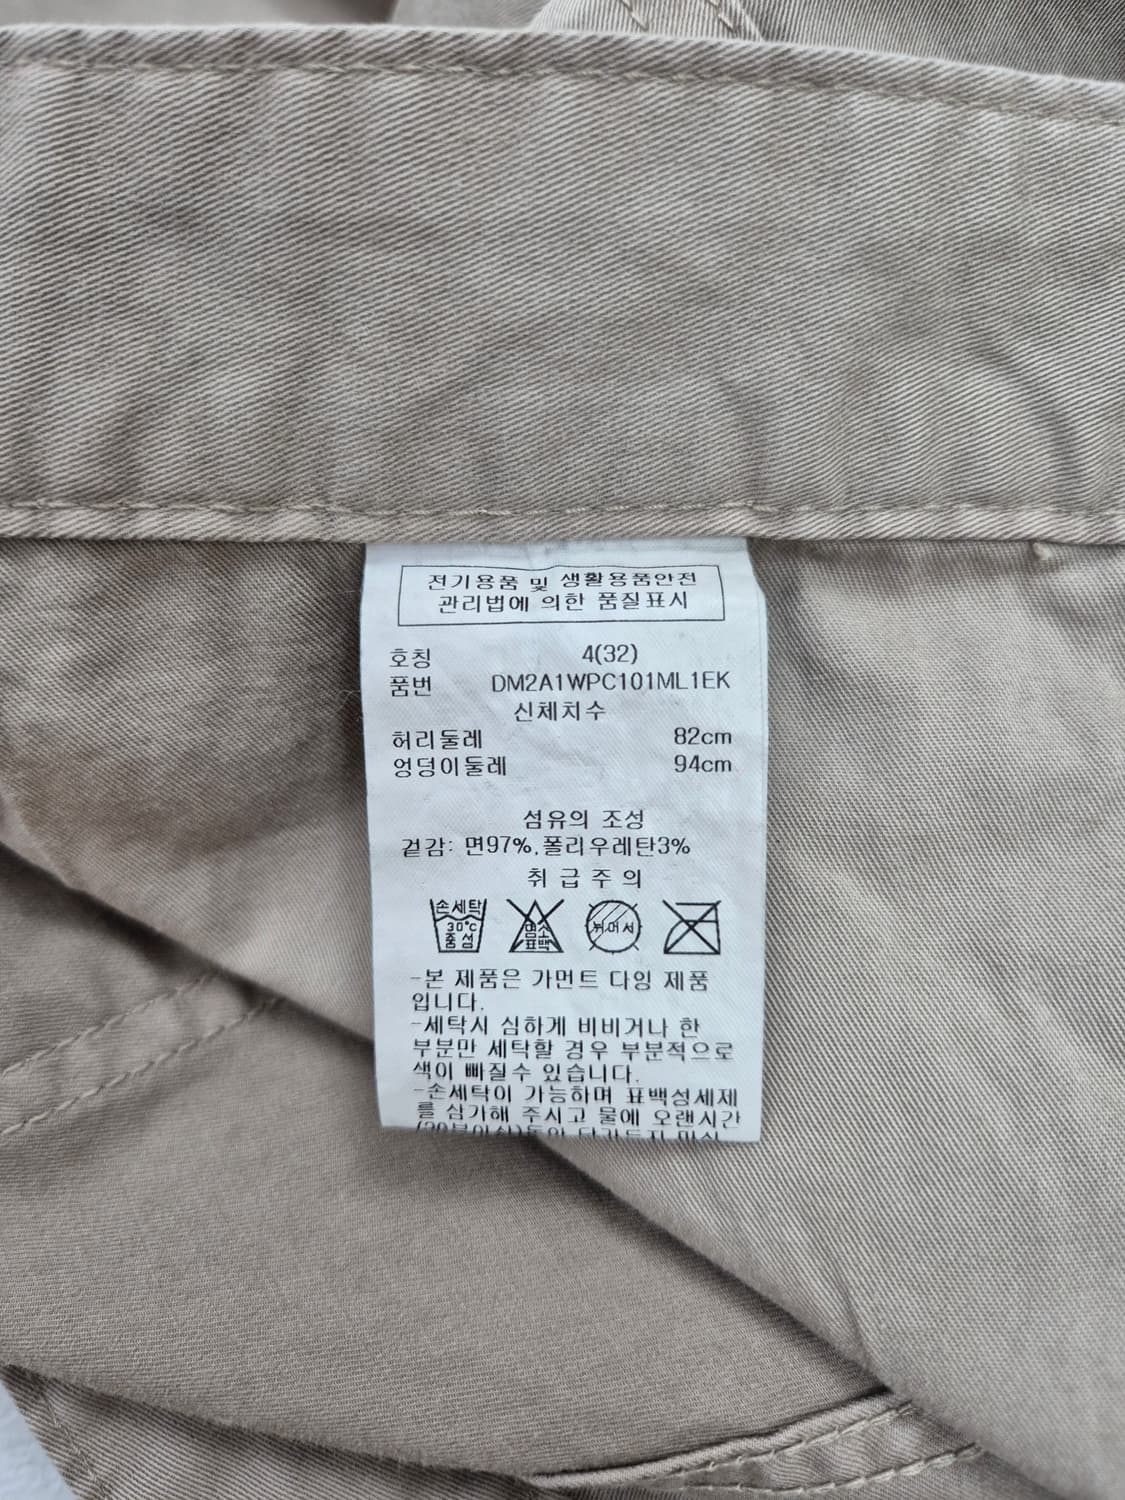 전기용품 및 생활용품안전
관리법에 의한 품질표시
호칭 4(32)
품번 DM2A1WPC101ML1EK
신체치수
허리둘레 82cm
엉덩이둘레 94cm
섬유의 조성
겉감: 면97%,폴리우레탄3%
취급주의
손세탁
30°C
중성
염소
표백
뉘어서
-본 제품은 가먼트 다잉 제품
입니다.
-세탁시 심하게 비비거나 한
부분만 세탁할 경우 부분적으로
색이 빠질수 있습니다.
-손세탁이 가능하며 표백성세제
를 삼가해 주시고 물에 오랜시간